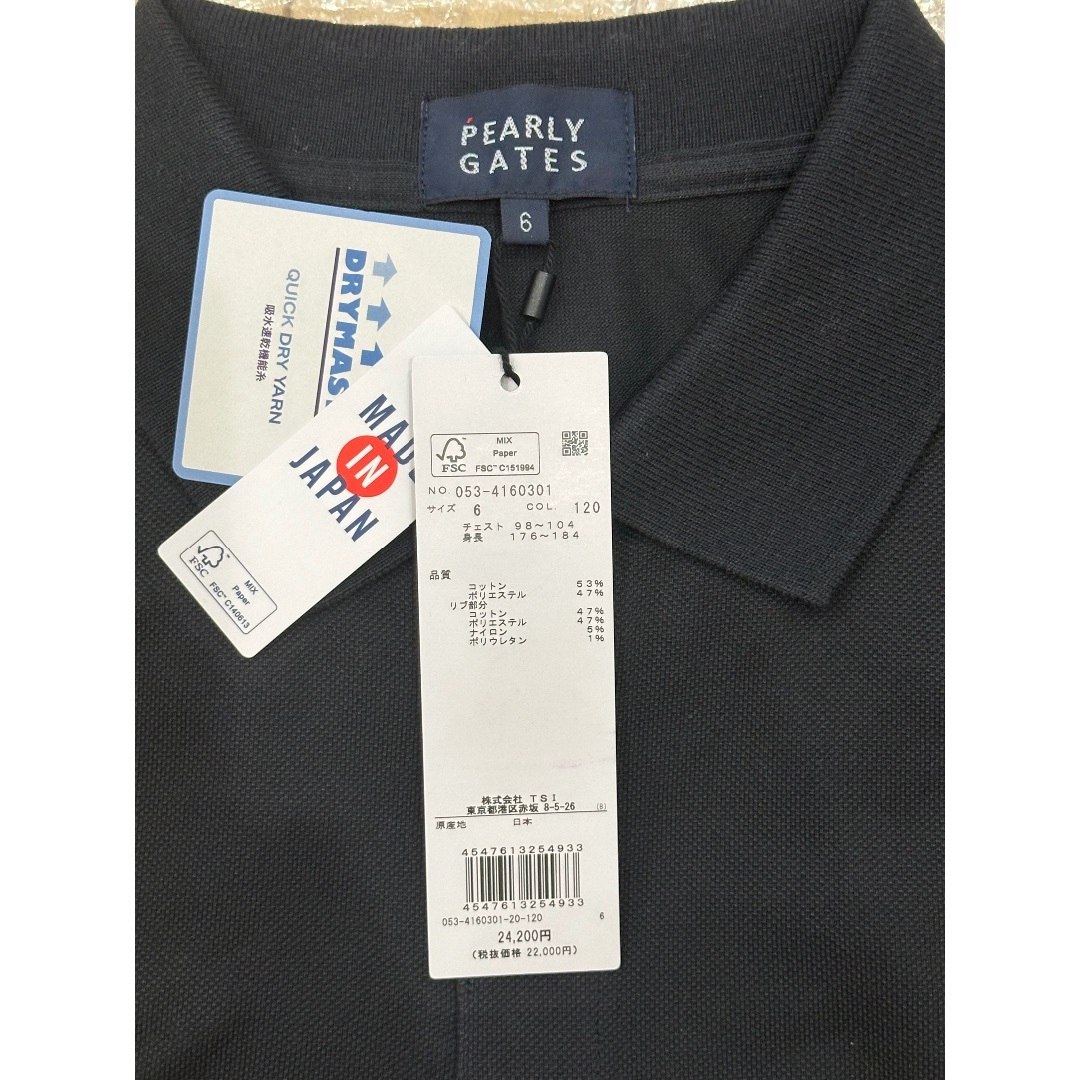 PEARLY
GATES
6
DRYMAS
QUICK DRY YARN
吸水速乾機能糸
MADE
IN
JAPAN
FSC
MIX
Paper
FSC™ C140613
FSC
MIX
Paper
FSC™ C151994
NO. 053-4160301
サイズ 6 COL. 120
チェスト 98～104
身長 176～184
品質
コットン 53%
ポリエステル 47%
リブ部分
コットン 47%
ポリエステル 47%
ナイロン 5%
ポリウレタン 1%
株式会社 TSI
東京都港区赤坂 8-5-26 (B)
原産地 日本
4547613254933
4547613254933
053-4160301-20-120 6
24,200円
(税抜価格 22,000円)